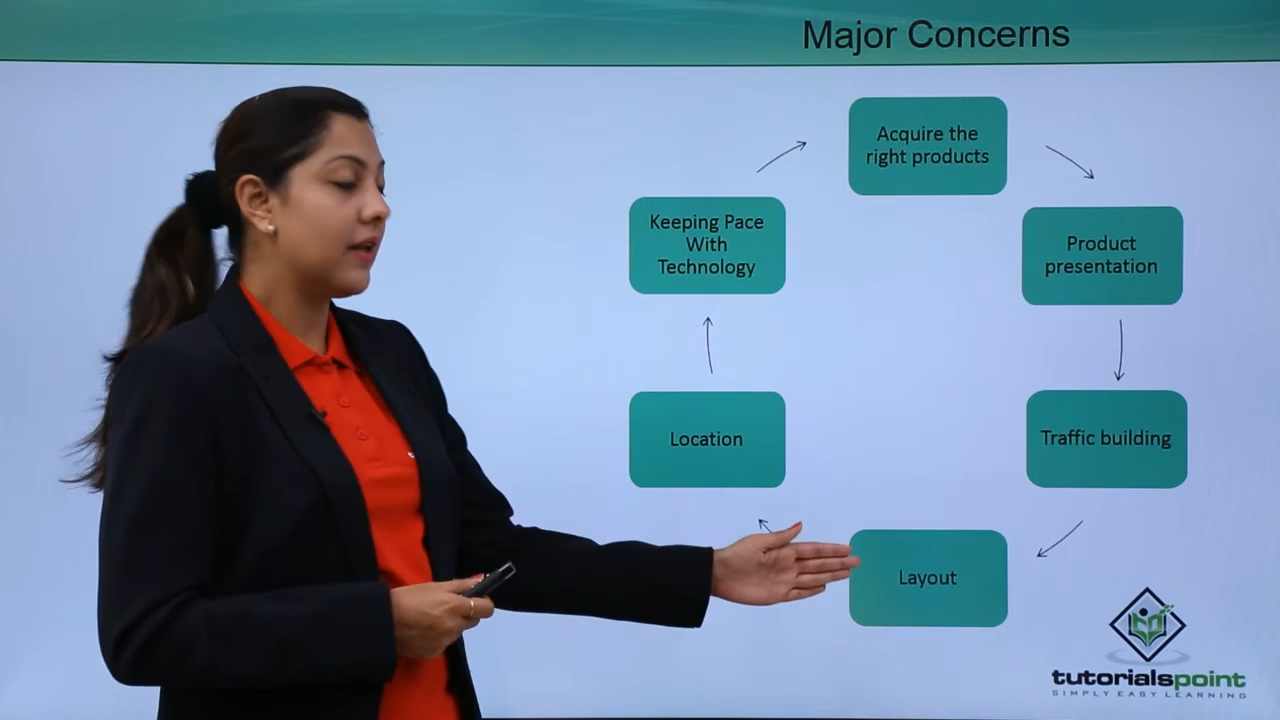 Major Concerns
Acquire the
right products
Product
presentation
Traffic building
Layout
Location
Keeping Pace
With
Technology
tutorialspoint
SIMPLY EASY LEARNING